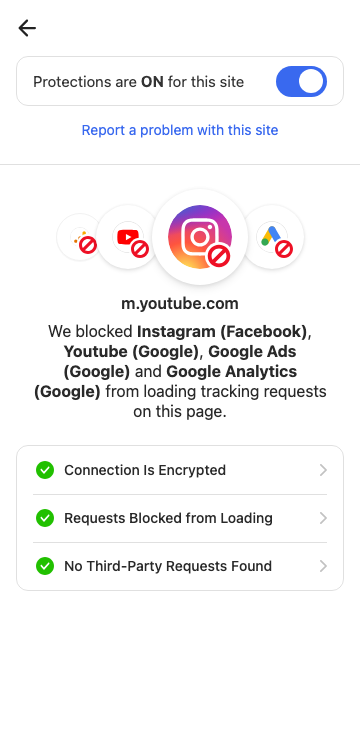 Protections are ON for this site
Report a problem with this site
m.youtube.com
We blocked Instagram (Facebook),
Youtube (Google), Google Ads
(Google) and Google Analytics
(Google) from loading tracking requests
on this page.
Connection Is Encrypted
Requests Blocked from Loading
No Third-Party Requests Found